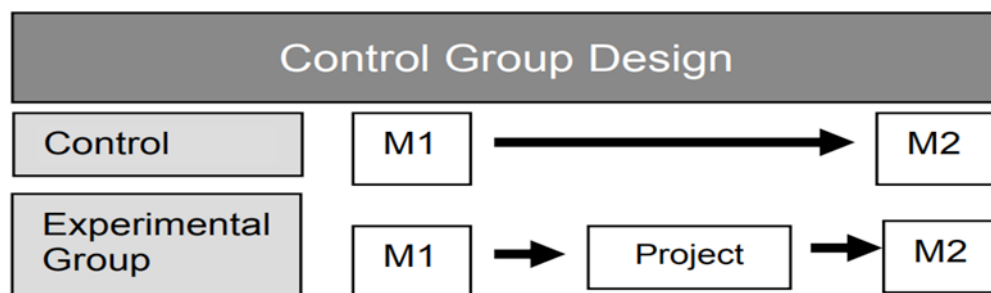 Control Group Design
Control
M1
M2
Experimental
Group
M1
Project
M2